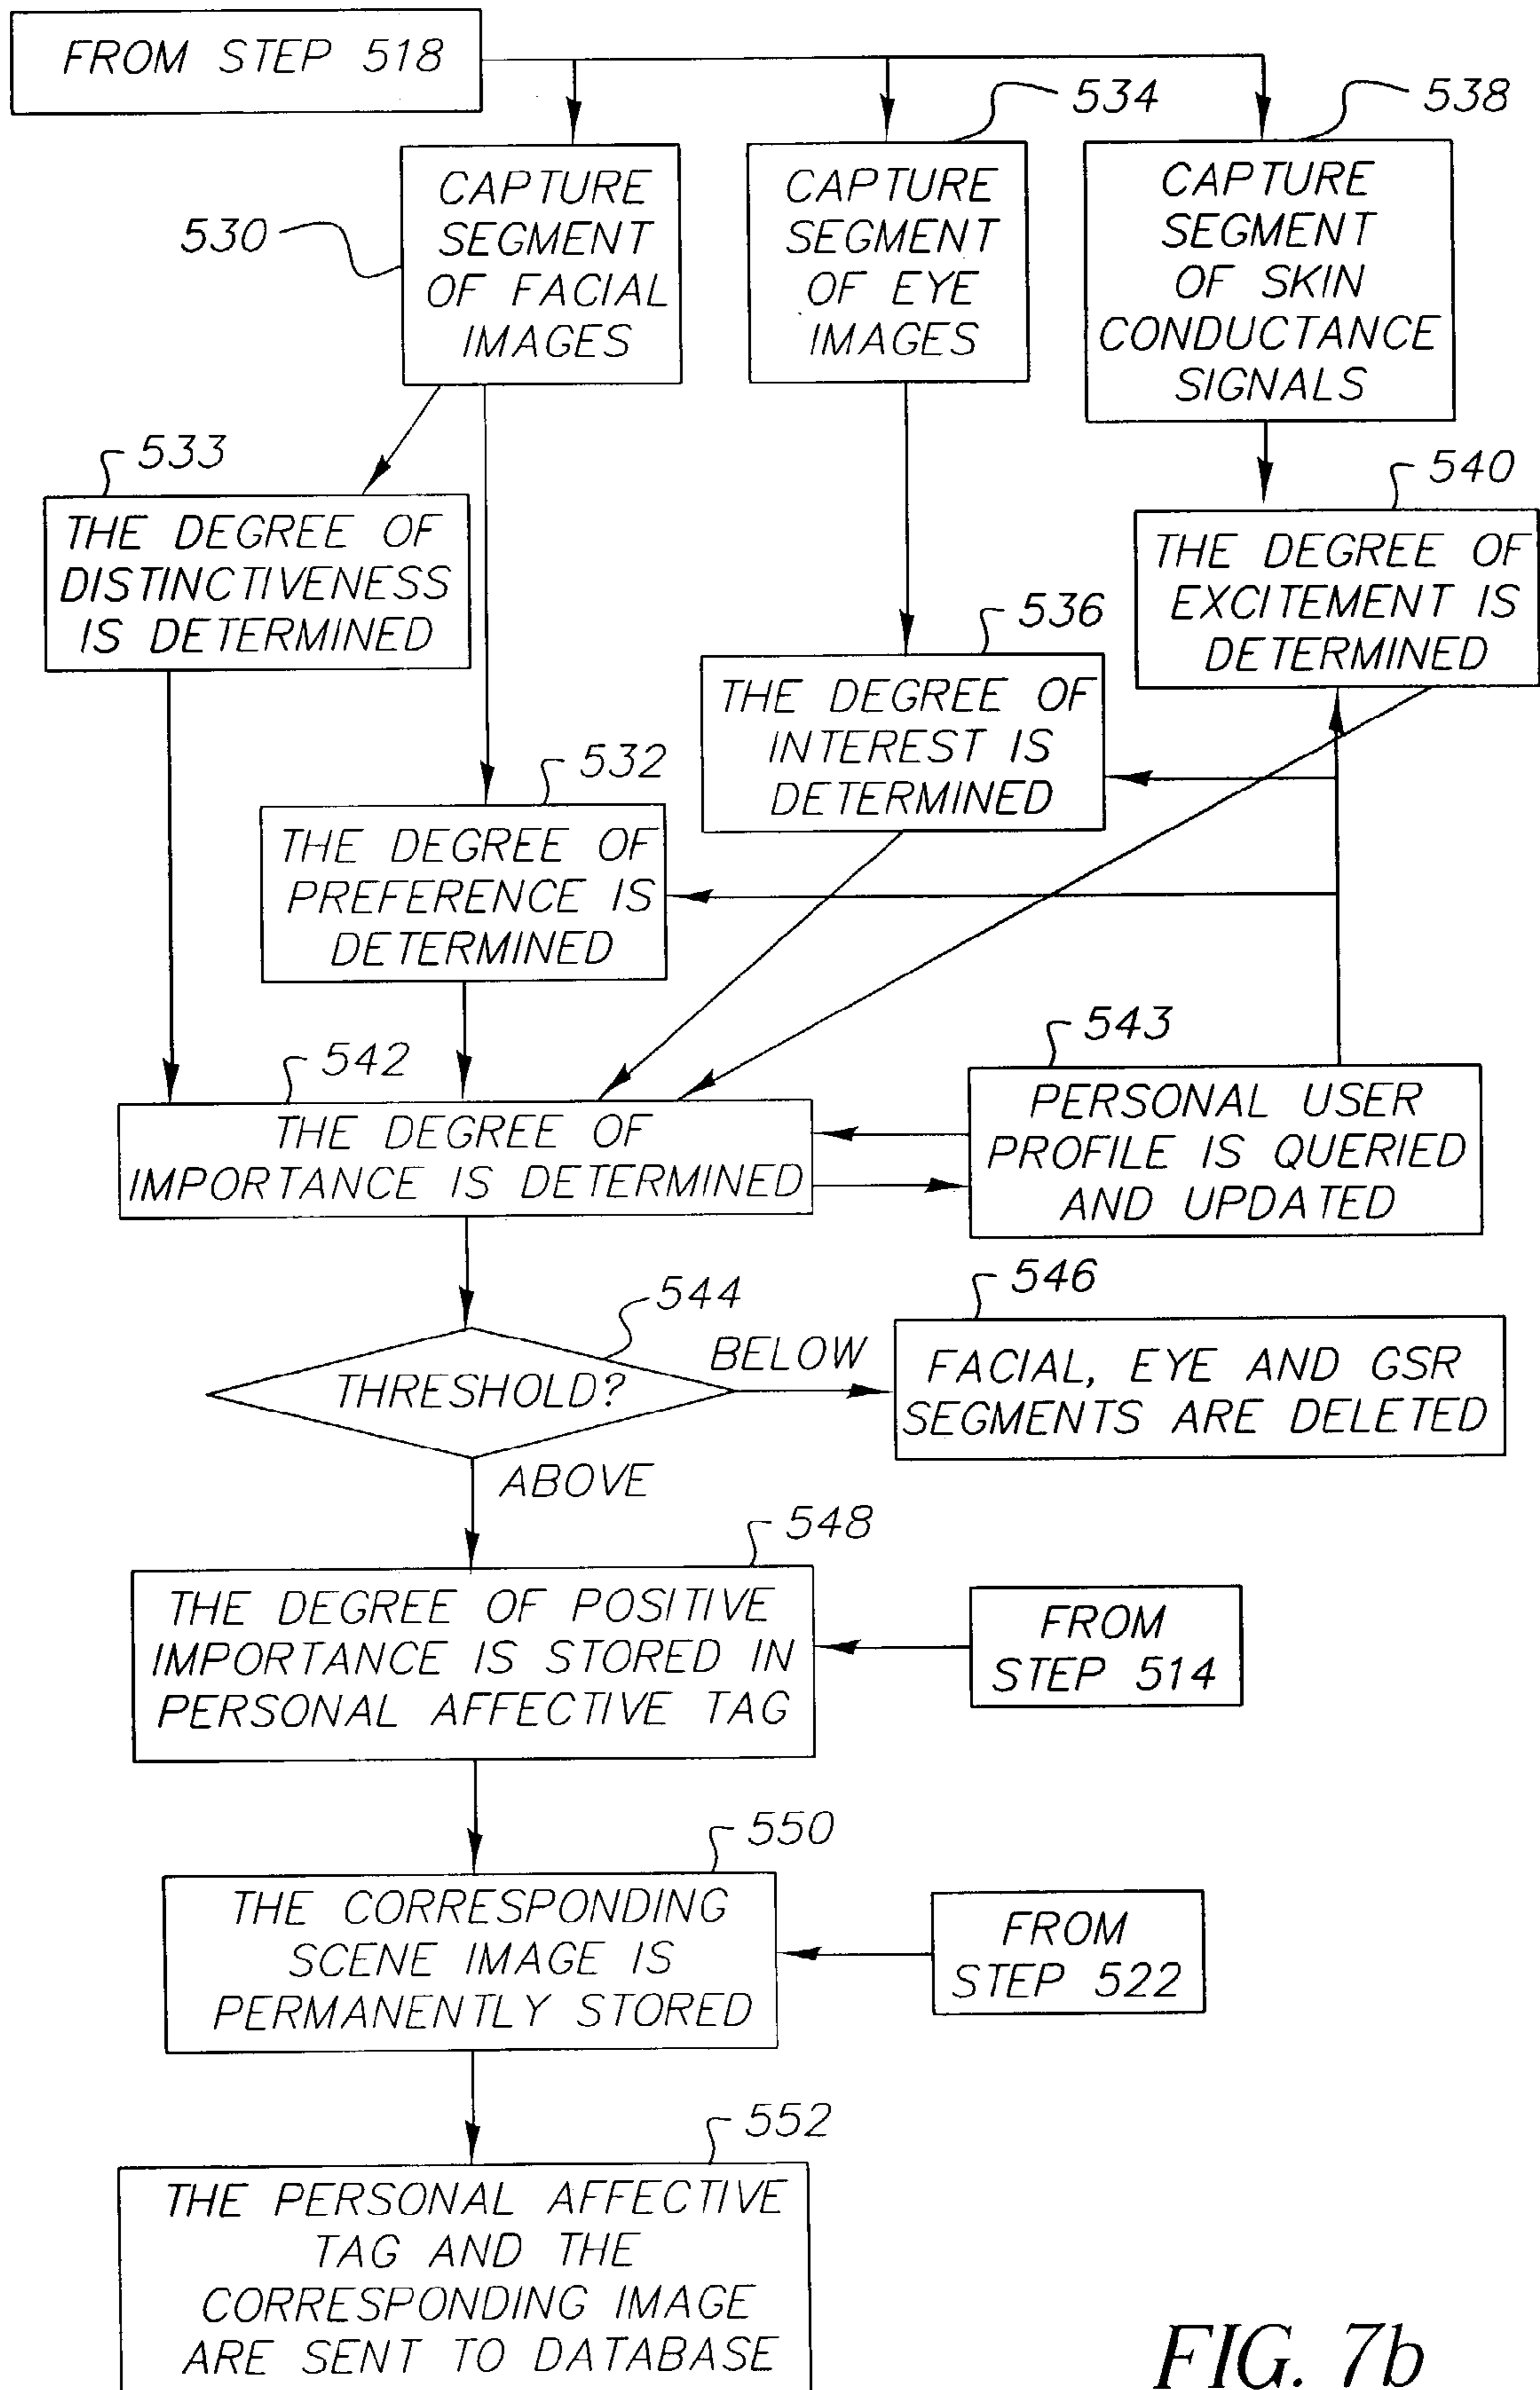 FROM STEP 518
534
538
CAPTURE
SEGMENT
OF FACIAL
IMAGES
530
CAPTURE
SEGMENT
OF EYE
IMAGES
CAPTURE
SEGMENT
OF SKIN
CONDUCTANCE
SIGNALS
533
540
THE DEGREE OF
DISTINCTIVENESS
IS DETERMINED
THE DEGREE OF
EXCITEMENT IS
DETERMINED
536
THE DEGREE OF
INTEREST IS
DETERMINED
532
THE DEGREE OF
PREFERENCE IS
DETERMINED
543
542
THE DEGREE OF
IMPORTANCE IS DETERMINED
PERSONAL USER
PROFILE IS QUERIED
AND UPDATED
544
546
THRESHOLD?
BELOW
FACIAL, EYE AND GSR
SEGMENTS ARE DELETED
ABOVE
548
THE DEGREE OF POSITIVE
IMPORTANCE IS STORED IN
PERSONAL AFFECTIVE TAG
FROM
STEP 514
550
THE CORRESPONDING
SCENE IMAGE IS
PERMANENTLY STORED
FROM
STEP 522
552
THE PERSONAL AFFECTIVE
TAG AND THE
CORRESPONDING IMAGE
ARE SENT TO DATABASE
FIG. 7b